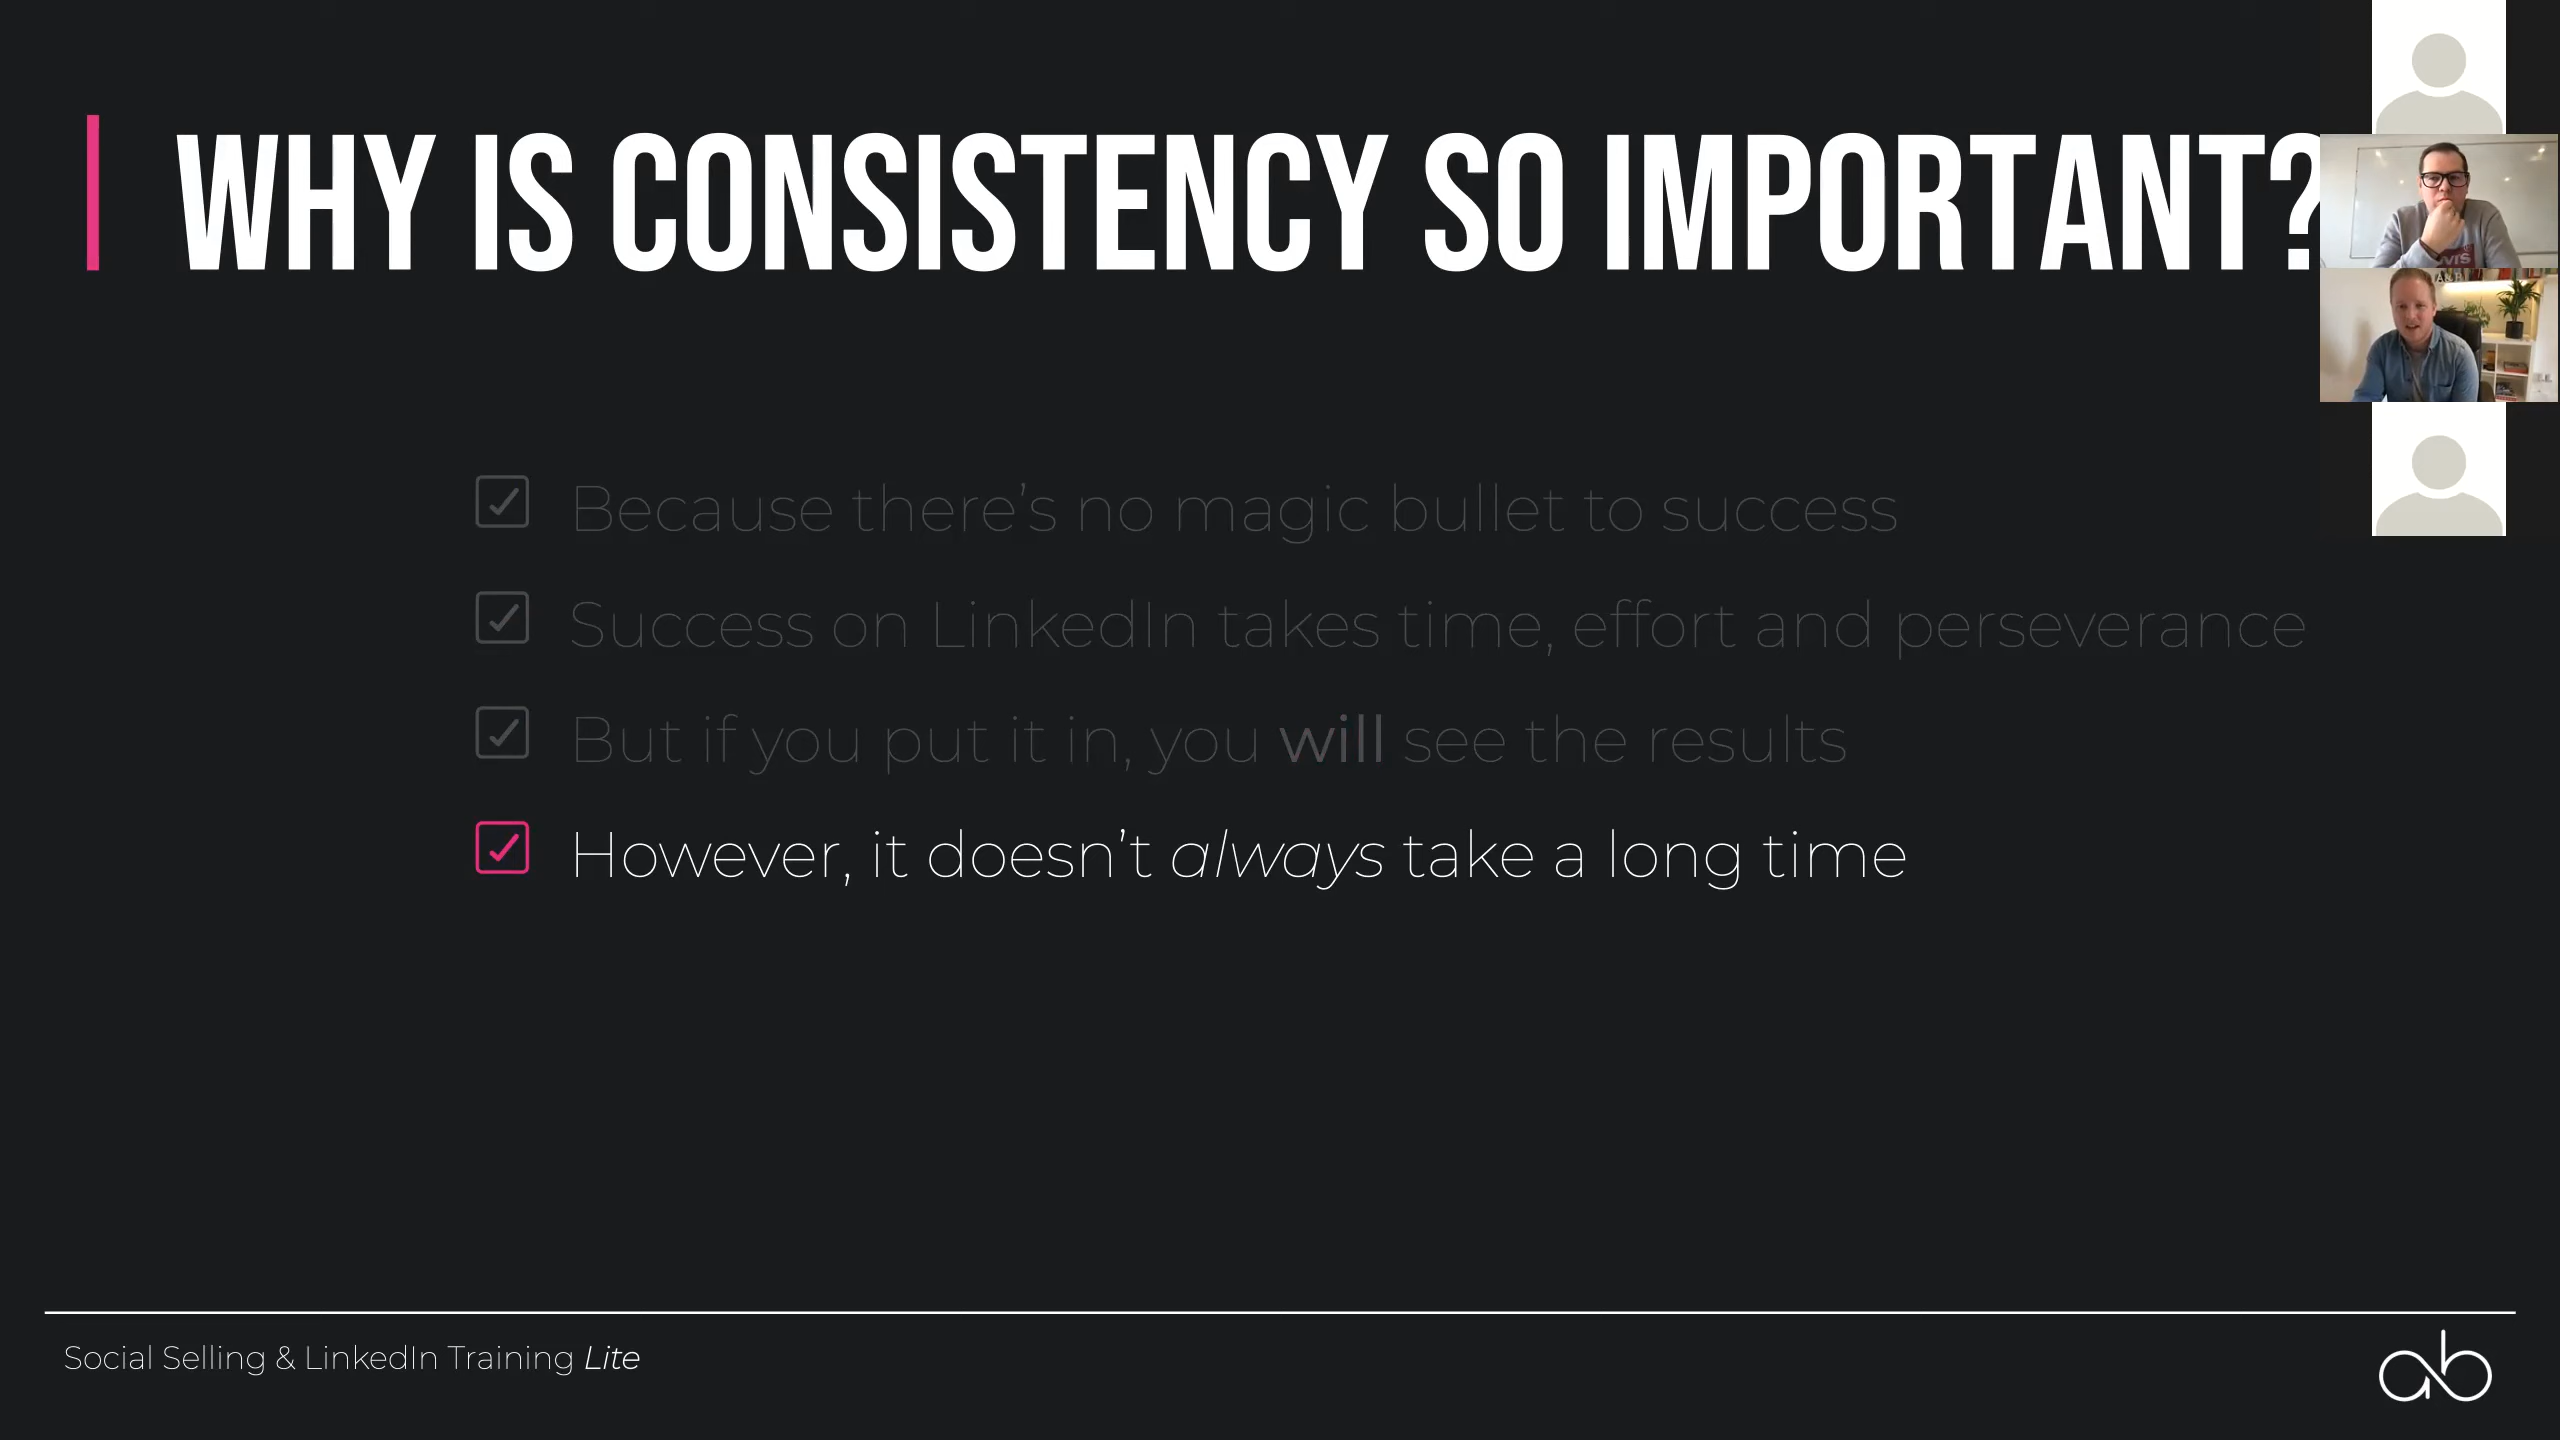 WHY IS CONSISTENCY SO IMPORTANT?
Because there’s no magic bullet to success
Success on LinkedIn takes time, effort and perseverance
But if you put it in, you will see the results
However, it doesn’t always take a long time
Social Selling & LinkedIn Training Lite
ab